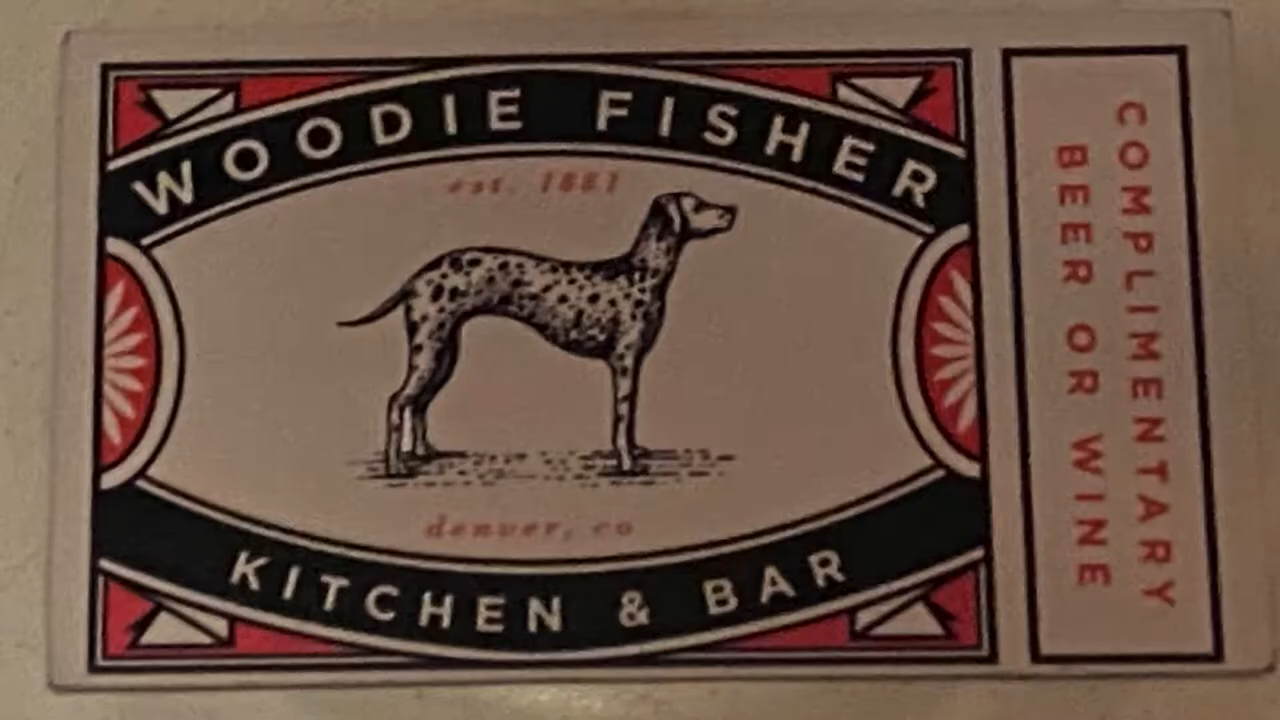 WOODIE FISHER
est. 1881
denver, co
KITCHEN & BAR
COMPLIMENTARY
BEER OR WINE